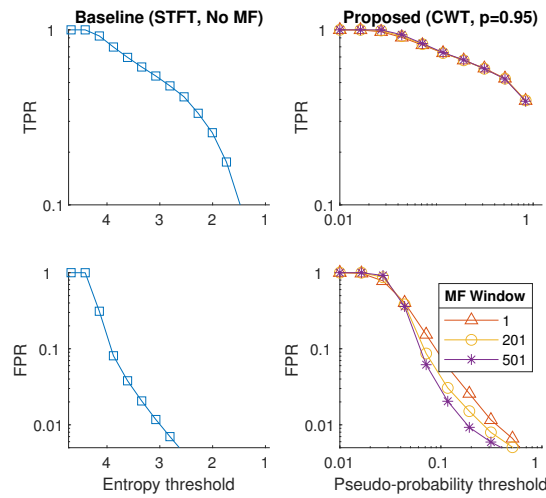 Baseline (STFT, No MF)
Proposed (CWT, p=0.95)
1
TPR
0.1
4 3 2 1
1
TPR
0.1
0.01 0.1 1
1
0.1
FPR
0.01
4 3 2 1
Entropy threshold
1
0.1
FPR
0.01
0.01 0.1 1
Pseudo-probability threshold
MF Window
1
201
501